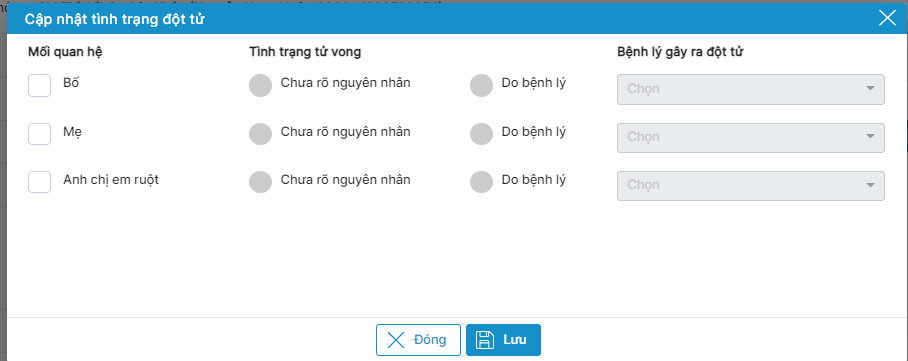 Cập nhật tình trạng đột tử
Mối quan hệ Tình trạng tử vong Bệnh lý gây ra đột tử
Bố Chưa rõ nguyên nhân Do bệnh lý Chọn
Mẹ Chưa rõ nguyên nhân Do bệnh lý Chọn
Anh chị em ruột Chưa rõ nguyên nhân Do bệnh lý Chọn
Đóng Lưu